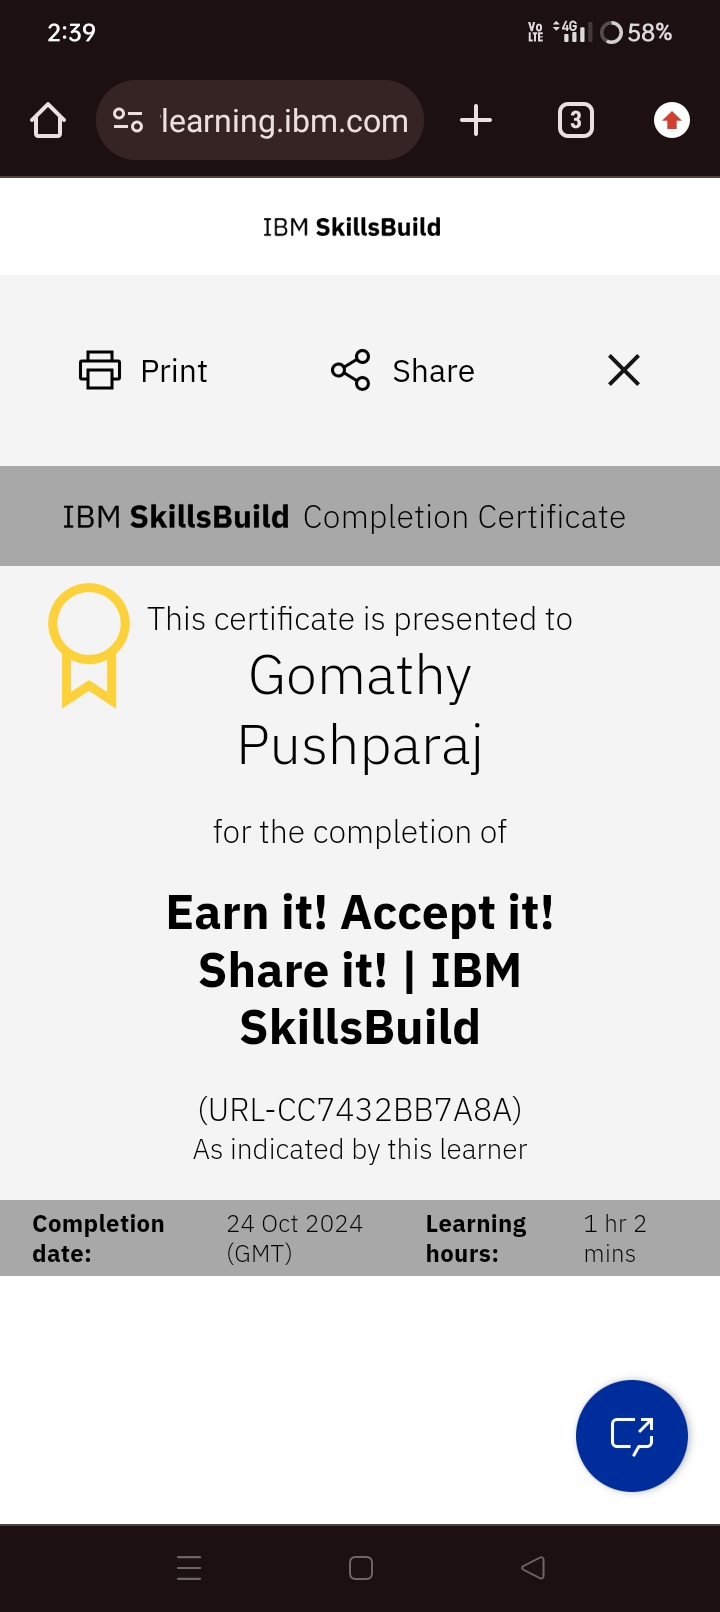 2:39
Vo LTE 4G 58%
learning.ibm.com
3
IBM SkillsBuild
Print Share
IBM SkillsBuild Completion Certificate
This certificate is presented to
Gomathy
Pushparaj
for the completion of
Earn it! Accept it!
Share it! | IBM
SkillsBuild
(URL-CC7432BB7A8A)
As indicated by this learner
Completion 24 Oct 2024 Learning 1 hr 2
date: (GMT) hours: mins